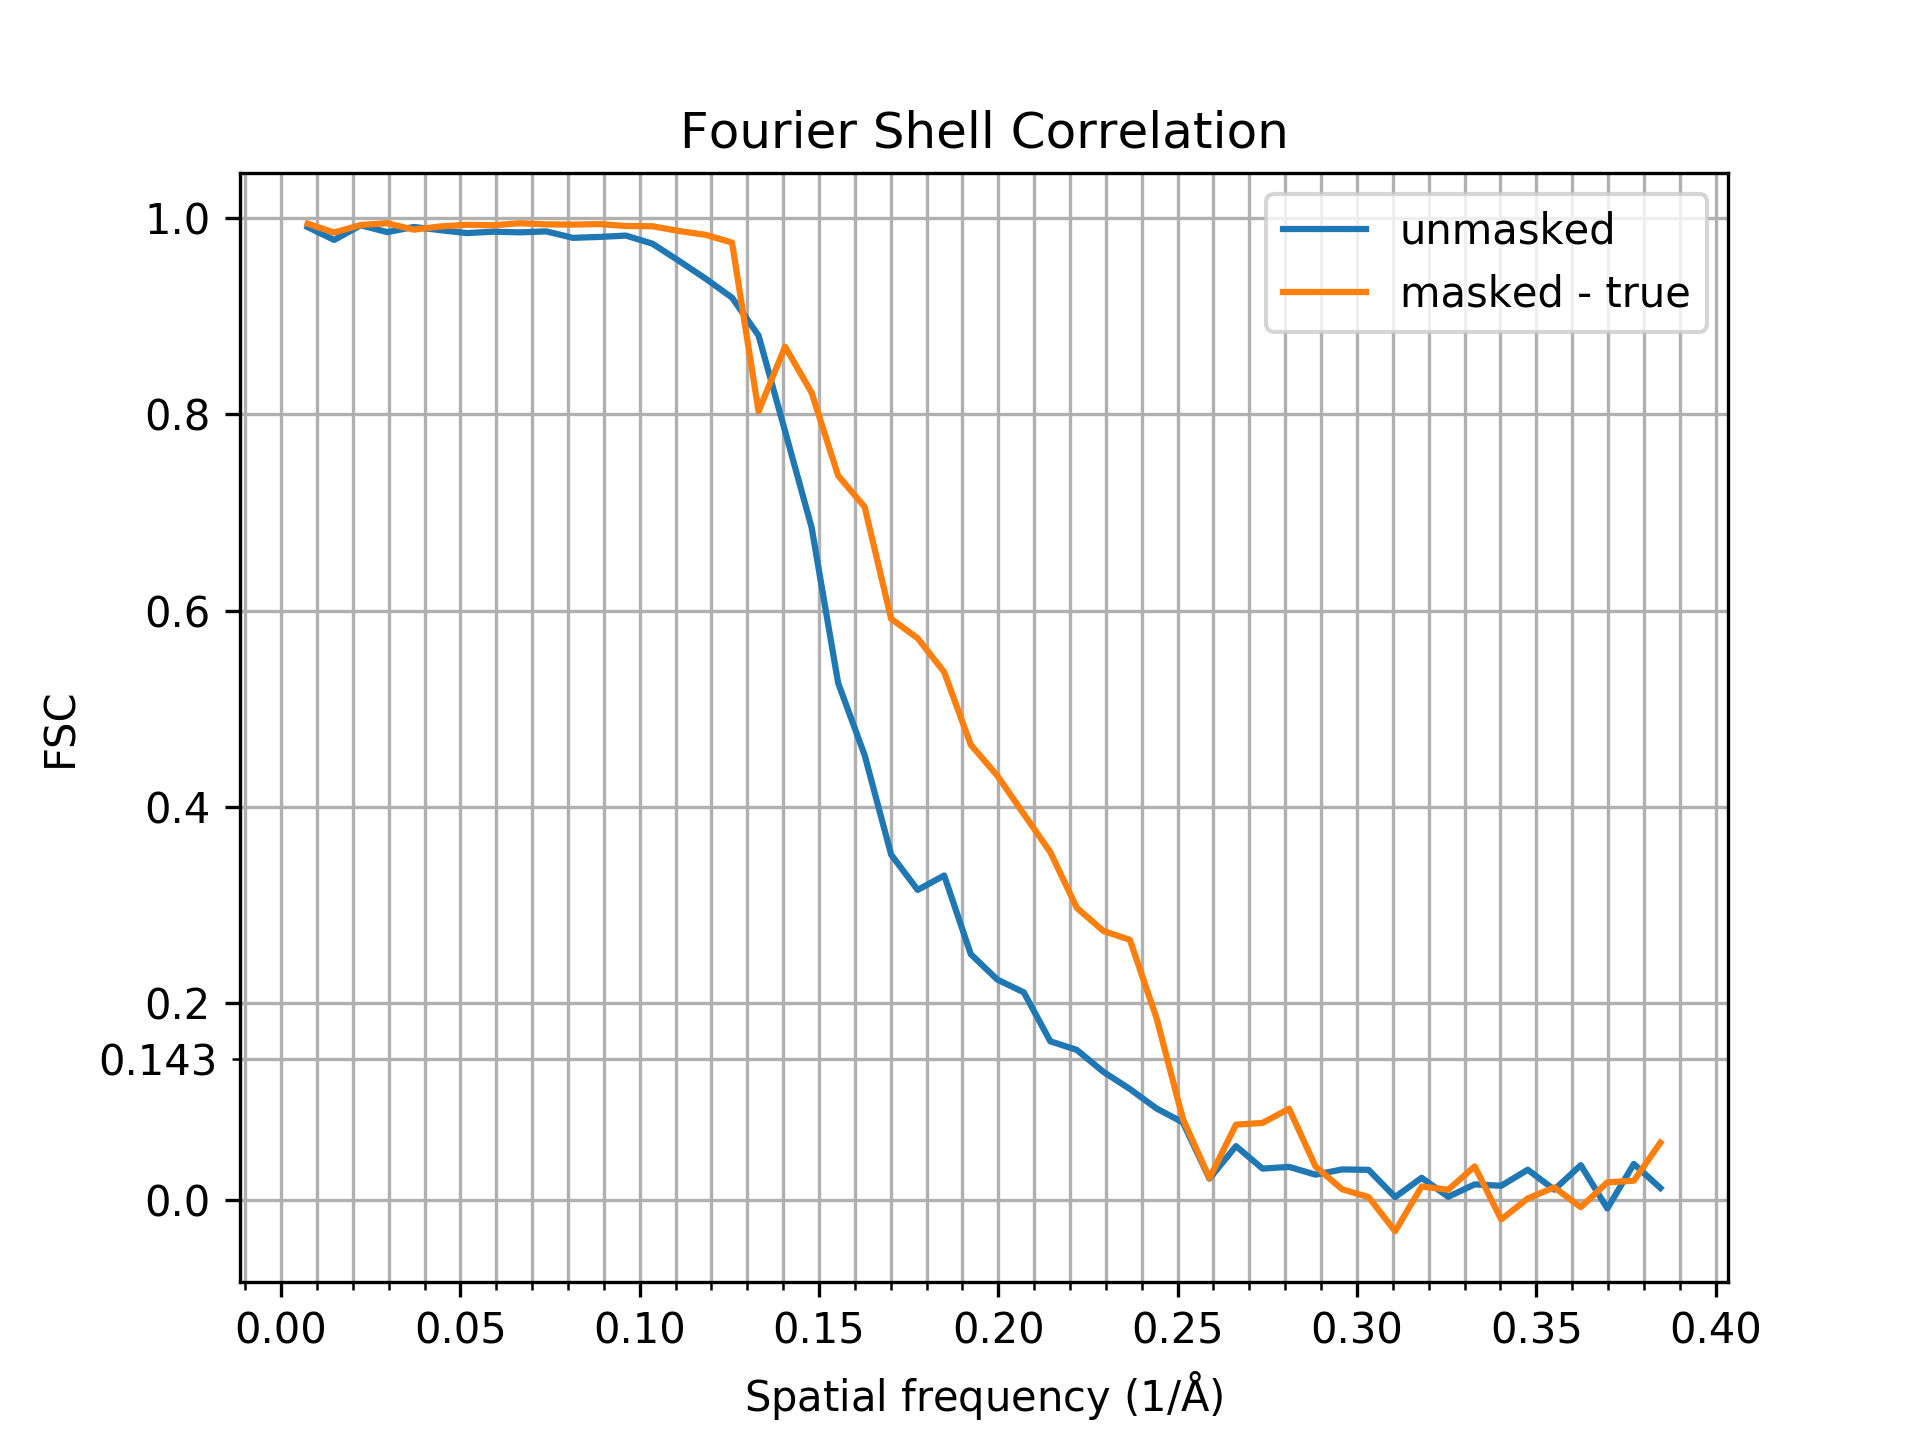 Fourier Shell Correlation
unmasked
masked - true
FSC
1.0
0.8
0.6
0.4
0.2
0.143
0.0
0.00 0.05 0.10 0.15 0.20 0.25 0.30 0.35 0.40
Spatial frequency (1/Å)